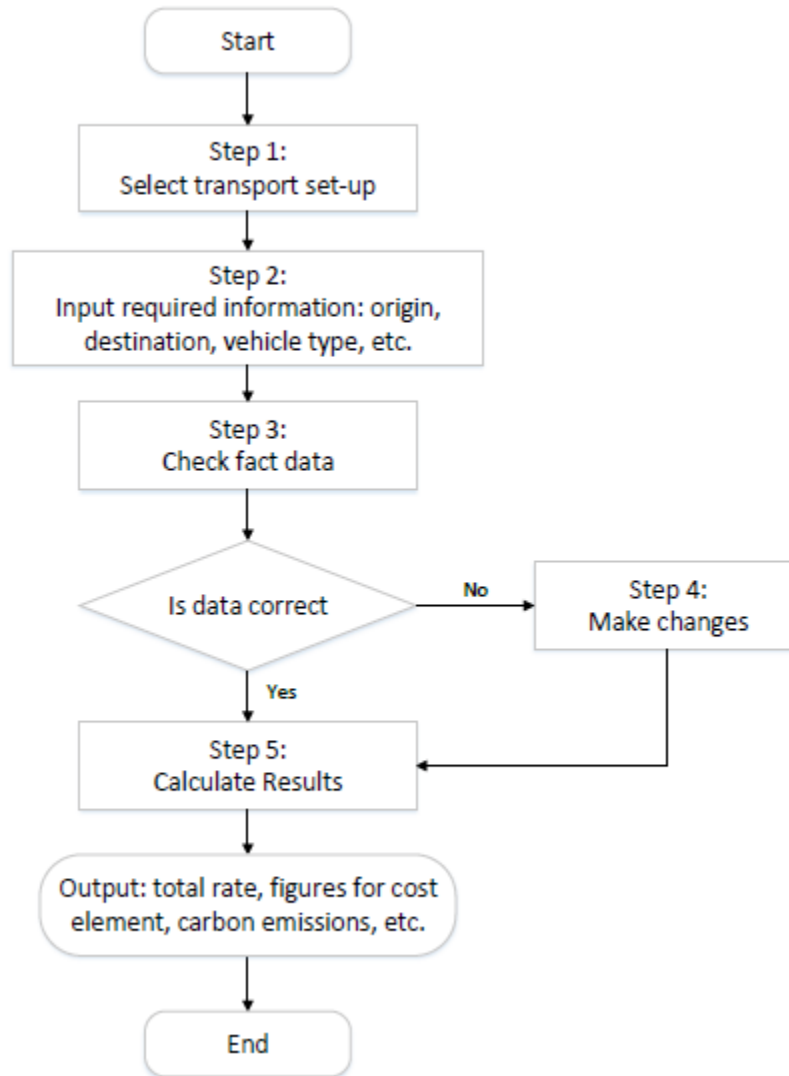 Start
Step 1:
Select transport set-up
Step 2:
Input required information: origin,
destination, vehicle type, etc.
Step 3:
Check fact data
Is data correct
No
Step 4:
Make changes
Yes
Step 5:
Calculate Results
Output: total rate, figures for cost
element, carbon emissions, etc.
End